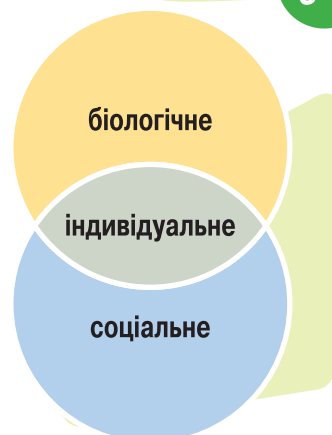 біологічне
індивідуальне
соціальне